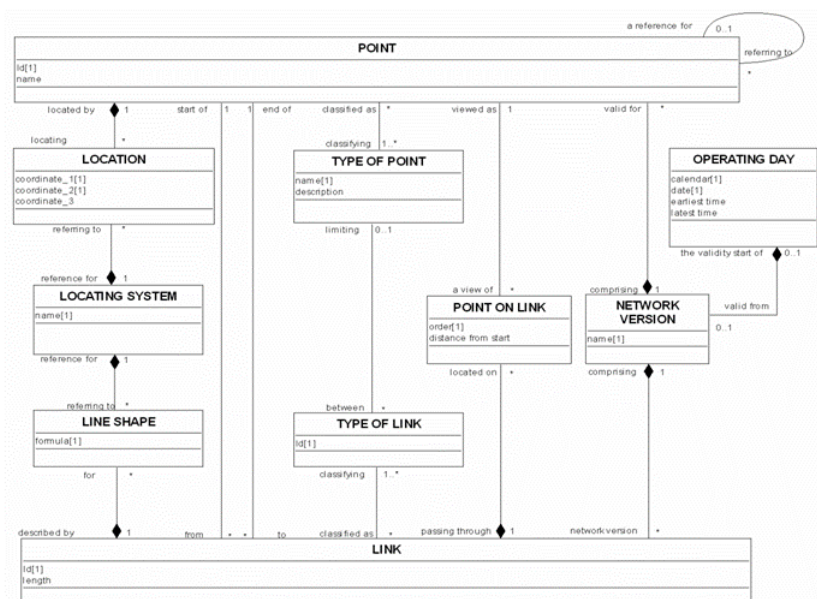 a reference for
0..1
POINT
referring to
Id[1]
name
*
located by
1
start of
1
1
end of
classified as
*
viewed as
1
valid for
*
locating
*
classifying
1..*
LOCATION
TYPE OF POINT
OPERATING DAY
coordinate_1[1]
coordinate_2[1]
coordinate_3
name[1]
description
calendar[1]
date[1]
earliest time
latest time
referring to
*
limiting
0..1
the validity start of
0..1
reference for
1
a view of
*
comprising
1
LOCATING SYSTEM
POINT ON LINK
NETWORK
VERSION
valid from
name[1]
order[1]
distance from start
name[1]
0..1
reference for
1
located on
*
comprising
1
referring to
*
between
*
LINE SHAPE
TYPE OF LINK
formula[1]
Id[1]
for
*
classifying
1..*
described by
1
from
*
*
to
classified as
*
passing through
1
network version
*
LINK
Id[1]
length